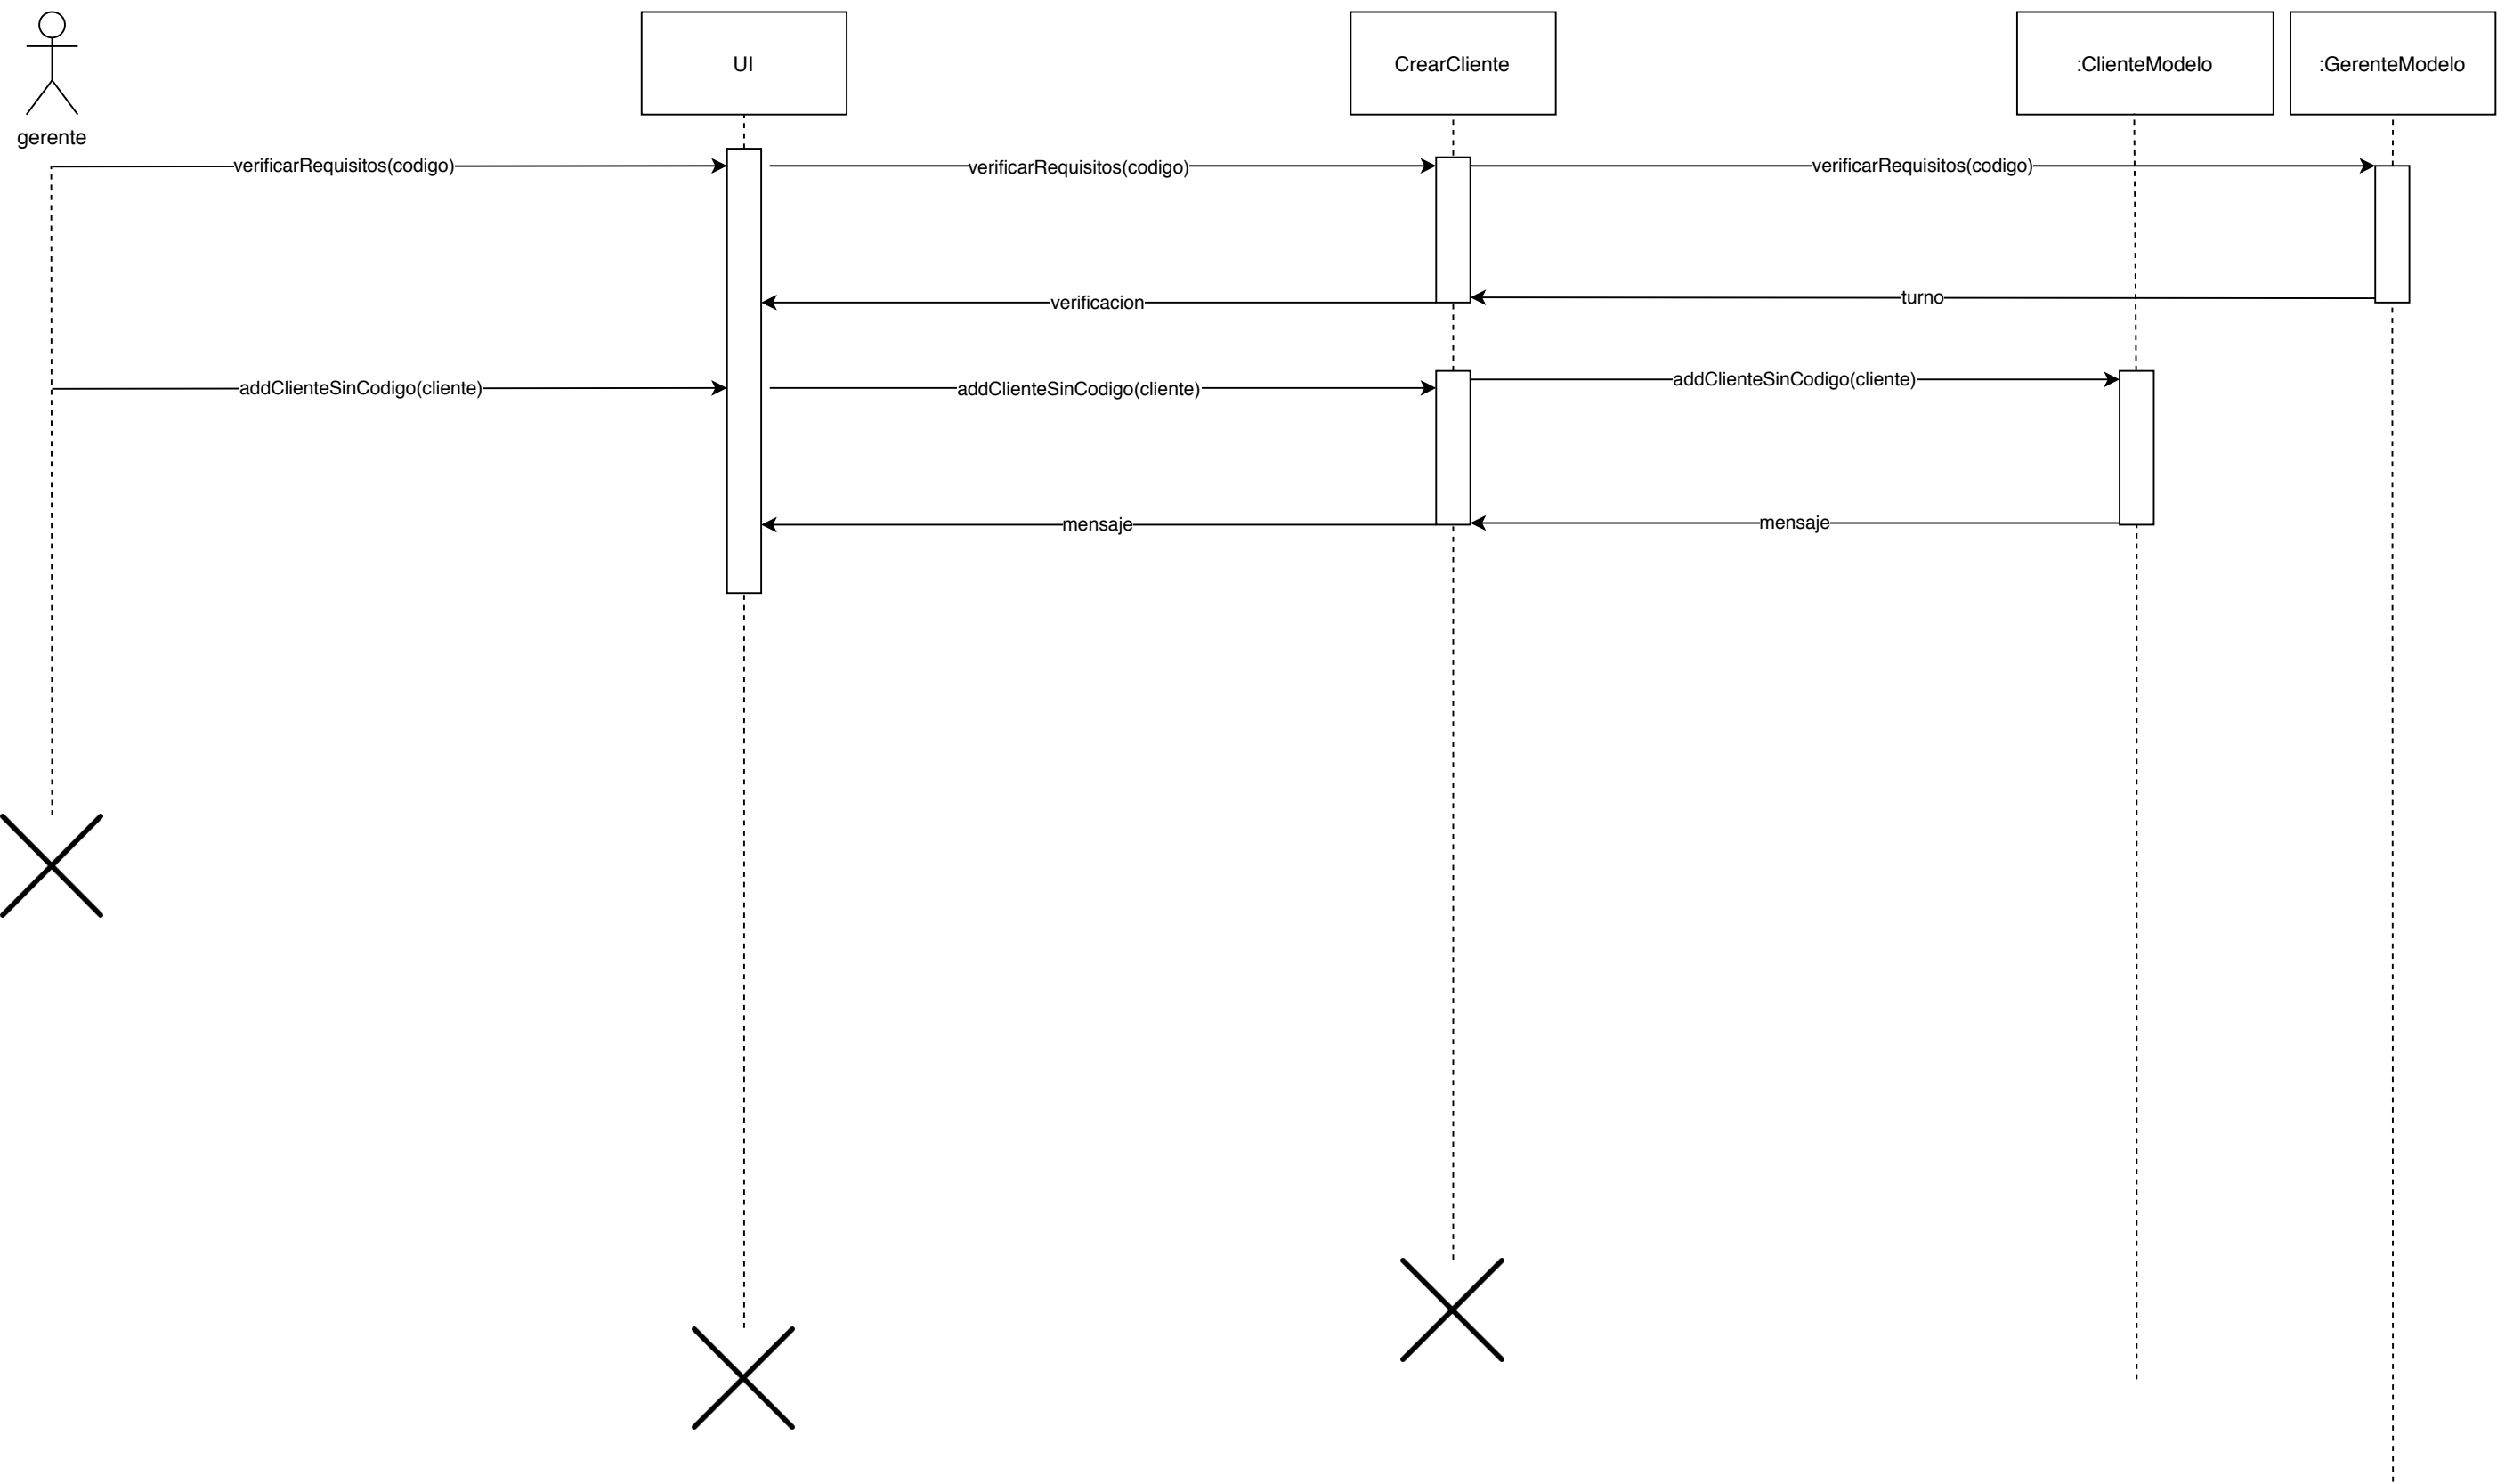 UI
CrearCliente
:ClienteModelo
:GerenteModelo
gerente
verificarRequisitos(codigo)
verificarRequisitos(codigo)
verificarRequisitos(codigo)
verificacion
turno
addClienteSinCodigo(cliente)
addClienteSinCodigo(cliente)
addClienteSinCodigo(cliente)
mensaje
mensaje